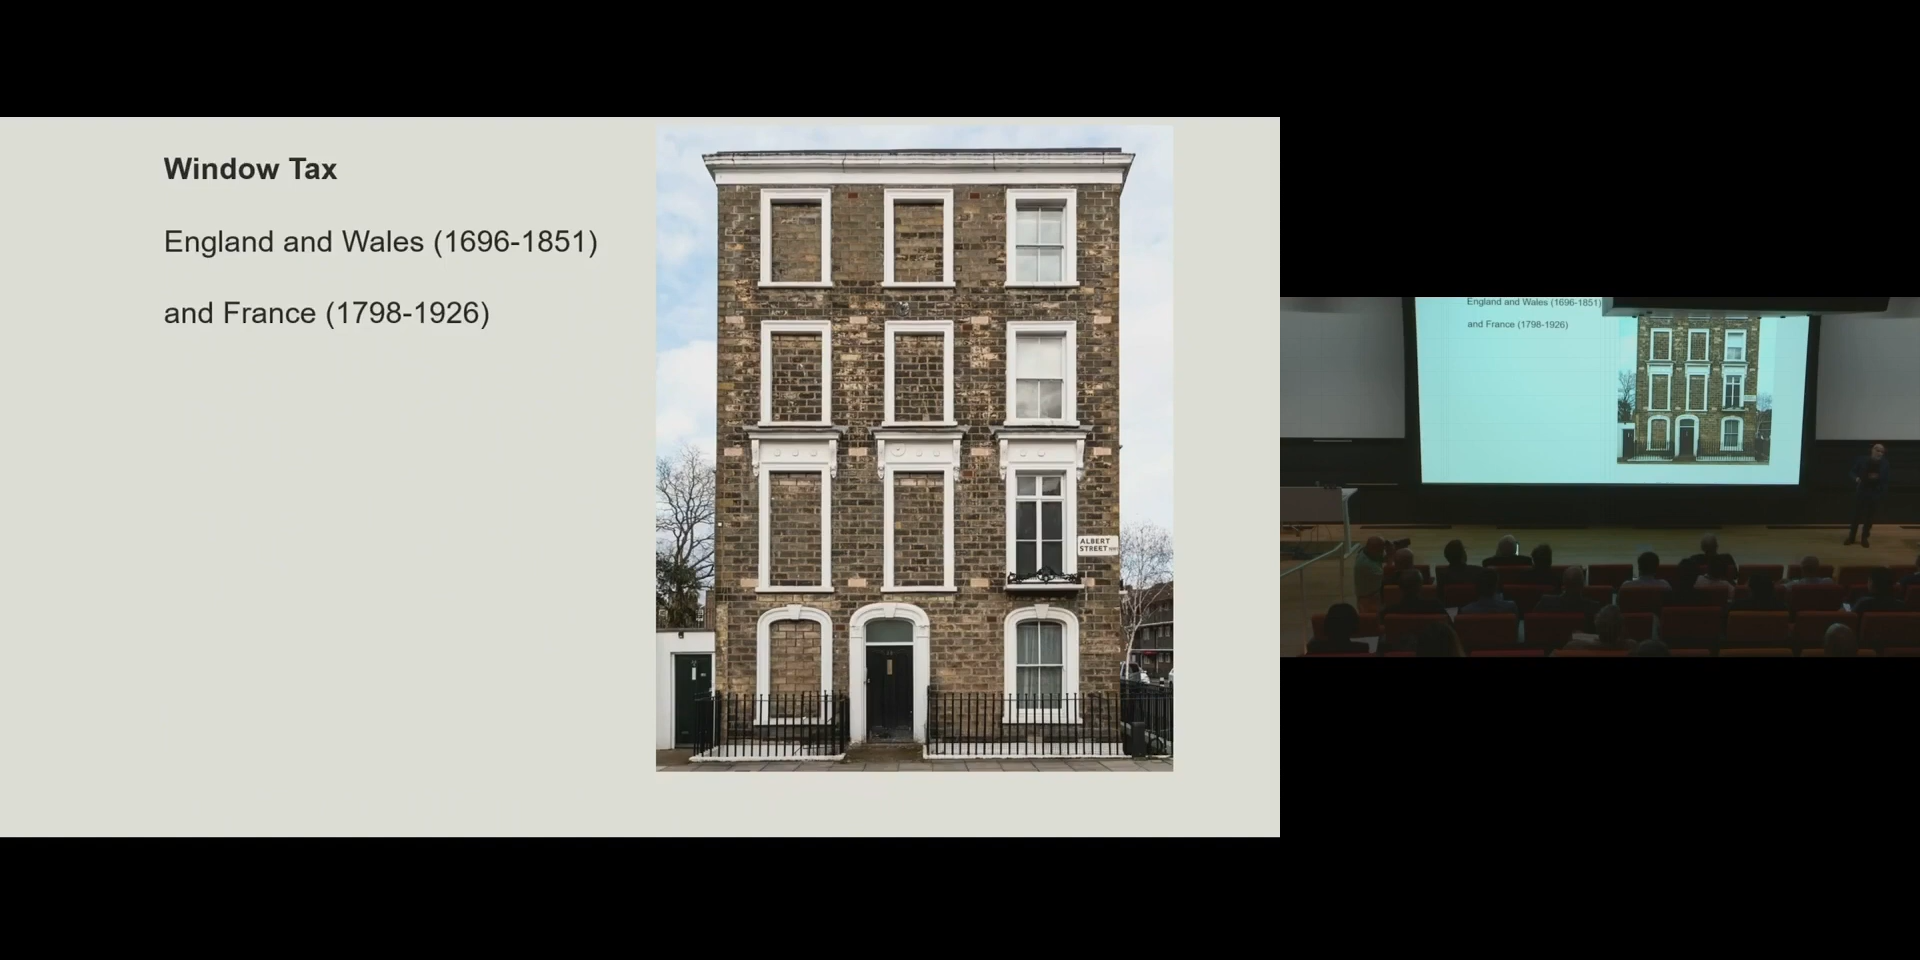 Window Tax
England and Wales (1696-1851)
and France (1798-1926)
ALBERT
STREET
England and Wales (1696-1851)
and France (1798-1926)